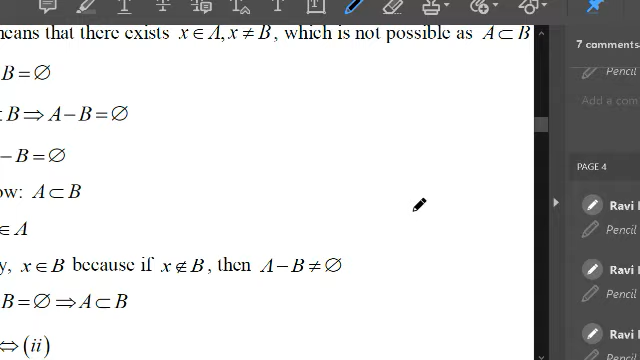 means that there exists x ∈ A, x ≠ B, which is not possible as A ⊂ B
B = ∅
B ⇒ A − B = ∅
− B = ∅
ow: A ⊂ B
∈ A
y, x ∈ B because if x ∉ B, then A − B ≠ ∅
B = ∅ ⇒ A ⊂ B
⇔ (ii)
7 comments
Pencil
Add a com
PAGE 4
Ravi
Pencil
Ravi
Pencil
Ravi
Pencil